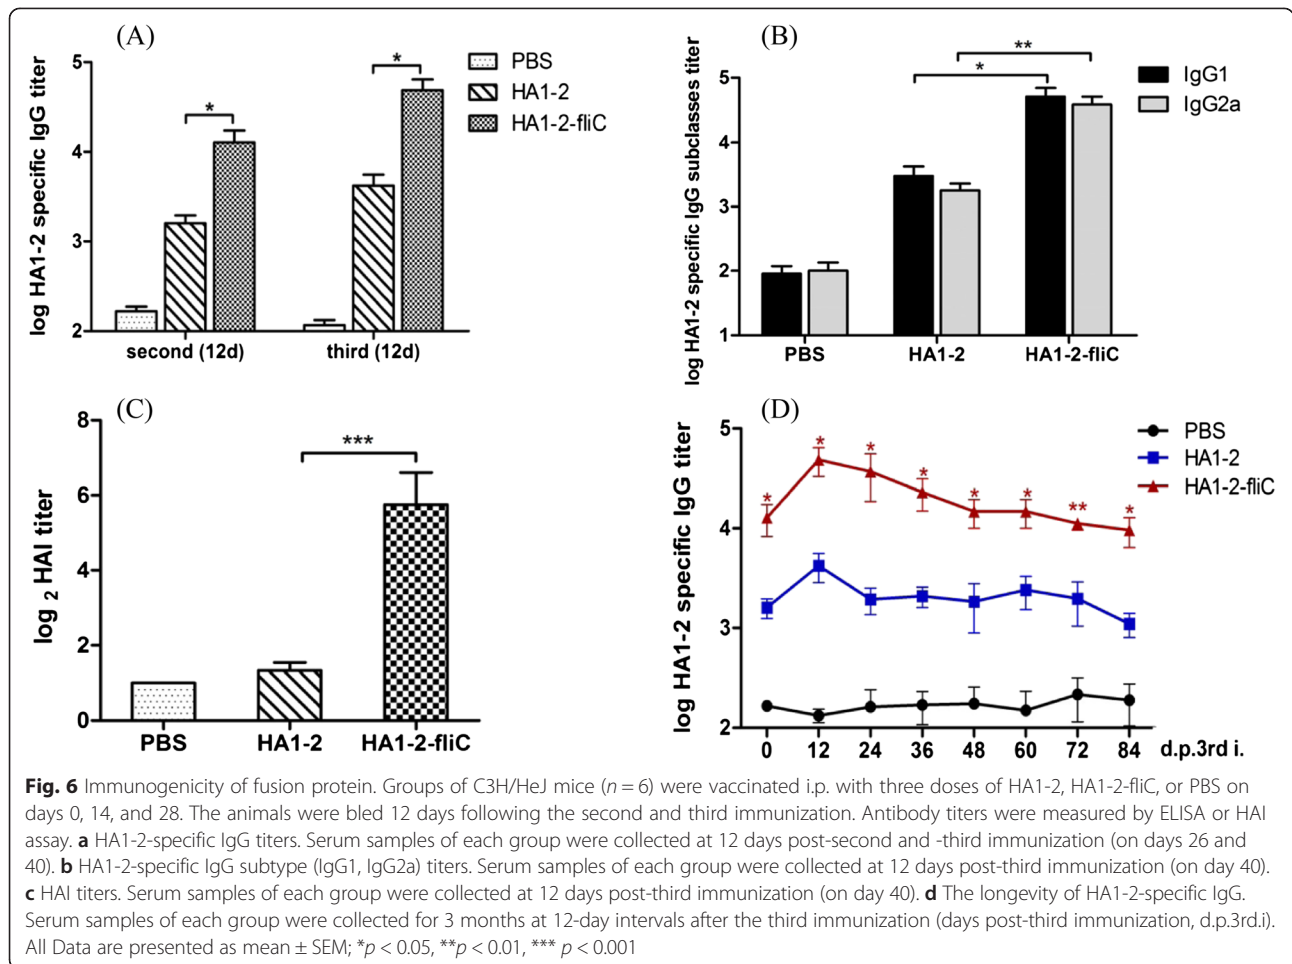 (A)
log HA1-2 specific IgG titer
5
4
3
2
second (12d) third (12d)
PBS
HA1-2
HA1-2-fliC
*
*
(B)
log HA1-2 specific IgG subclasses titer
5
4
3
2
1
PBS HA1-2 HA1-2-fliC
IgG1
IgG2a
*
**
(C)
log 2 HAI titer
8
6
4
2
0
PBS HA1-2 HA1-2-fliC
***
(D)
log HA1-2 specific IgG titer
5
4
3
2
0 12 24 36 48 60 72 84 d.p.3rd i.
PBS
HA1-2
HA1-2-fliC
* * * * * * ** *
Fig. 6 Immunogenicity of fusion protein. Groups of C3H/HeJ mice (n = 6) were vaccinated i.p. with three doses of HA1-2, HA1-2-fliC, or PBS on
days 0, 14, and 28. The animals were bled 12 days following the second and third immunization. Antibody titers were measured by ELISA or HAI
assay. a HA1-2-specific IgG titers. Serum samples of each group were collected at 12 days post-second and -third immunization (on days 26 and
40). b HA1-2-specific IgG subtype (IgG1, IgG2a) titers. Serum samples of each group were collected at 12 days post-third immunization (on day 40).
c HAI titers. Serum samples of each group were collected at 12 days post-third immunization (on day 40). d The longevity of HA1-2-specific IgG.
Serum samples of each group were collected for 3 months at 12-day intervals after the third immunization (days post-third immunization, d.p.3rd.i).
All Data are presented as mean ± SEM; *p < 0.05, **p < 0.01, *** p < 0.001